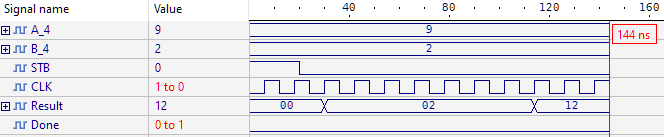 Signal name Value 40 80 120 160
A_4 9 9 144 ns
B_4 2 2
STB 0
CLK 1 to 0
Result 12 00 02 12
Done 0 to 1